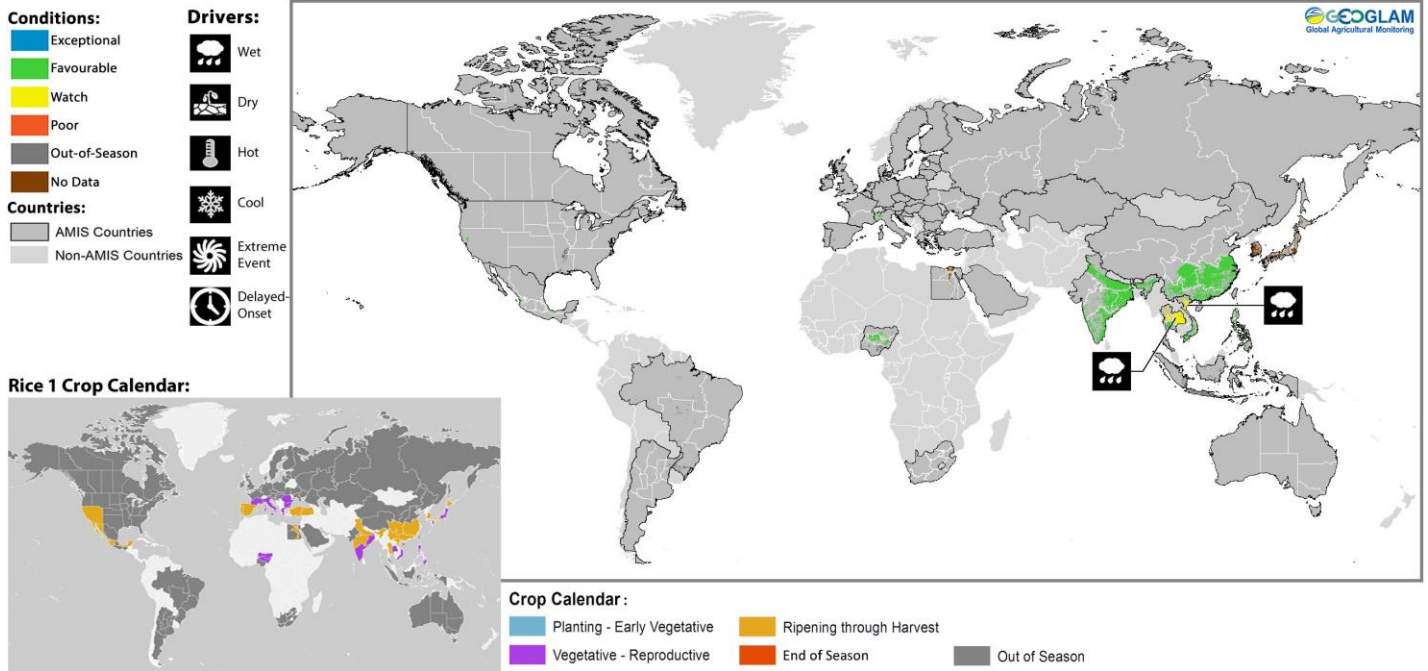 Conditions:
Exceptional
Favourable
Watch
Poor
Out-of-Season
No Data
Countries:
AMIS Countries
Non-AMIS Countries
Drivers:
Wet
Dry
Hot
Cool
Extreme
Event
Delayed-
Onset
GEOGLAM
Global Agricultural Monitoring
Rice 1 Crop Calendar:
Crop Calendar :
Planting - Early Vegetative
Vegetative - Reproductive
Ripening through Harvest
End of Season
Out of Season